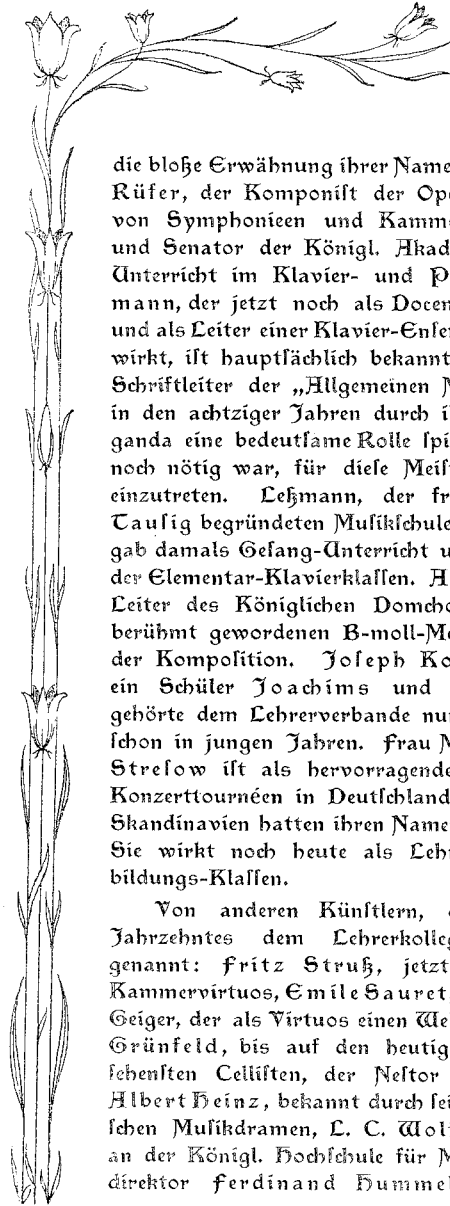 die bloße Erwähnung ihrer Name
Rüfer, der Komponiſt der Ope
von Symphonieen und Kamm
und Senator der Königl. Akad
Unterricht im Klavier- und P
mann, der jetzt noch als Docen
und als Leiter einer Klavier-Enſe
wirkt, iſt hauptſächlich bekannt
Schriftleiter der „Allgemeinen M
in den achtziger Jahren durch i
ganda eine bedeutſame Rolle ſpi
noch nötig war, für dieſe Meiſ
einzutreten. Leßmann, der fr
Tauſig begründeten Muſikſchule
gab damals Geſang-Unterricht u
der Elementar-Klavierklaſſen. A
Leiter des Königlichen Domcho
berühmt gewordenen B-moll-Me
der Kompoſition. Joſeph Ko
ein Schüler Joachims und
gehörte dem Lehrerverbande nu
ſchon in jungen Jahren. Frau M
Streſow iſt als hervorragende
Konzerttournéen in Deutſchland
Skandinavien hatten ihren Name
Sie wirkt noch heute als Leh
bildungs-Klaſſen.
Von anderen Künſtlern,
Jahrzehntes dem Lehrerkolleg
genannt: Fritz Struß, jetzt
Kammervirtuos, Emile Sauret
Geiger, der als Virtuos einen We
Grünfeld, bis auf den heutig
ſehenſten Celliſten, der Neſtor
Albert Heinz, bekannt durch ſei
ſchen Muſikdramen, L. C. Wol
an der Königl. Hochſchule für M
direktor Ferdinand Hummel